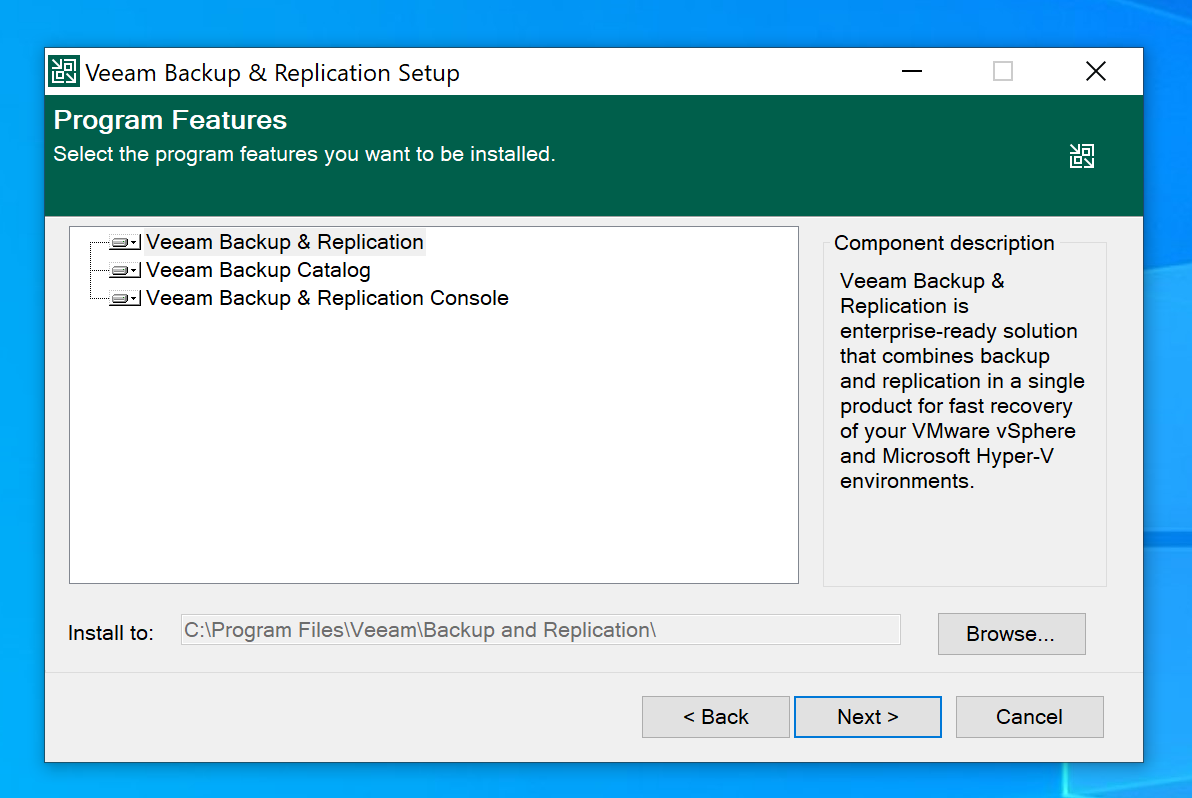 Veeam Backup & Replication Setup
Program Features
Select the program features you want to be installed.
Veeam Backup & Replication
Veeam Backup Catalog
Veeam Backup & Replication Console
Component description
Veeam Backup &
Replication is
enterprise-ready solution
that combines backup
and replication in a single
product for fast recovery
of your VMware vSphere
and Microsoft Hyper-V
environments.
Install to:
C:\Program Files\Veeam\Backup and Replication\
Browse...
< Back
Next >
Cancel